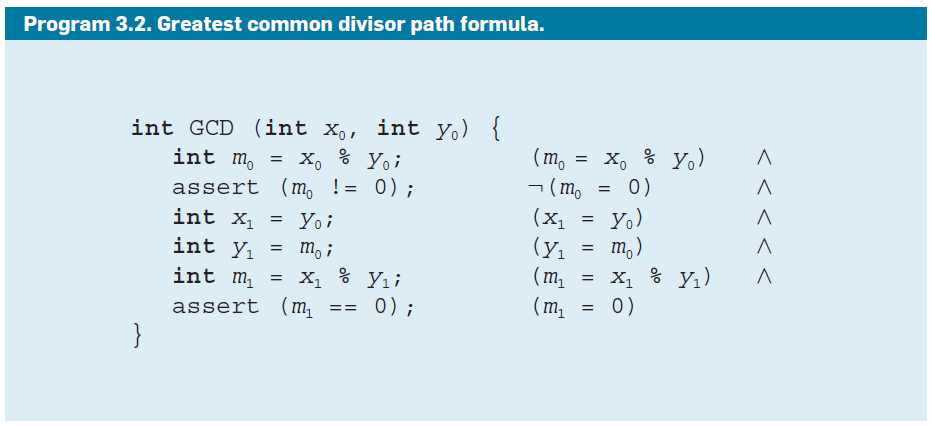 Program 3.2. Greatest common divisor path formula.
int GCD (int x₀, int y₀) {
int m₀ = x₀ % y₀; (m₀ = x₀ % y₀) ∧
assert (m₀ != 0); ¬(m₀ = 0) ∧
int x₁ = y₀; (x₁ = y₀) ∧
int y₁ = m₀; (y₁ = m₀) ∧
int m₁ = x₁ % y₁; (m₁ = x₁ % y₁) ∧
assert (m₁ == 0); (m₁ = 0)
}